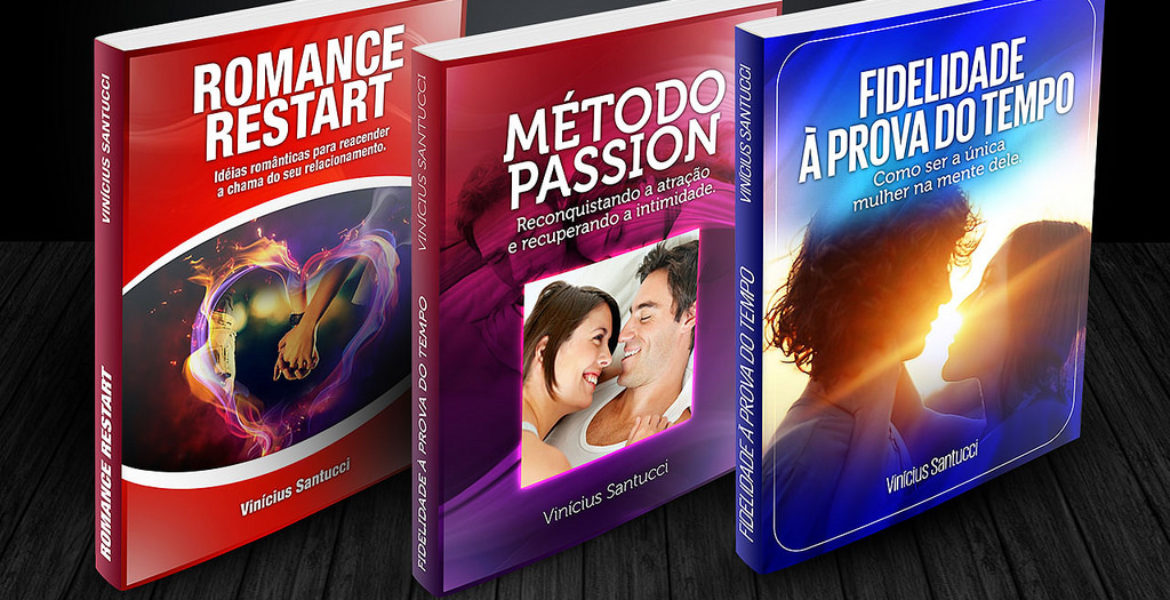 VINÍCIUS SANTUCCI
ROMANCE RESTART
ROMANCE
RESTART
Idéias românticas para reacender
a chama do seu relacionamento.
Vinícius Santucci
VINÍCIUS SANTUCCI
FIDELIDADE À PROVA DO TEMPO
MÉTODO
PASSION
Reconquistando a atração
e recuperando a intimidade.
Vinícius Santucci
VINÍCIUS SANTUCCI
FIDELIDADE À PROVA DO TEMPO
FIDELIDADE
À PROVA DO TEMPO
Como ser a única
mulher na mente dele.
Vinícius Santucci